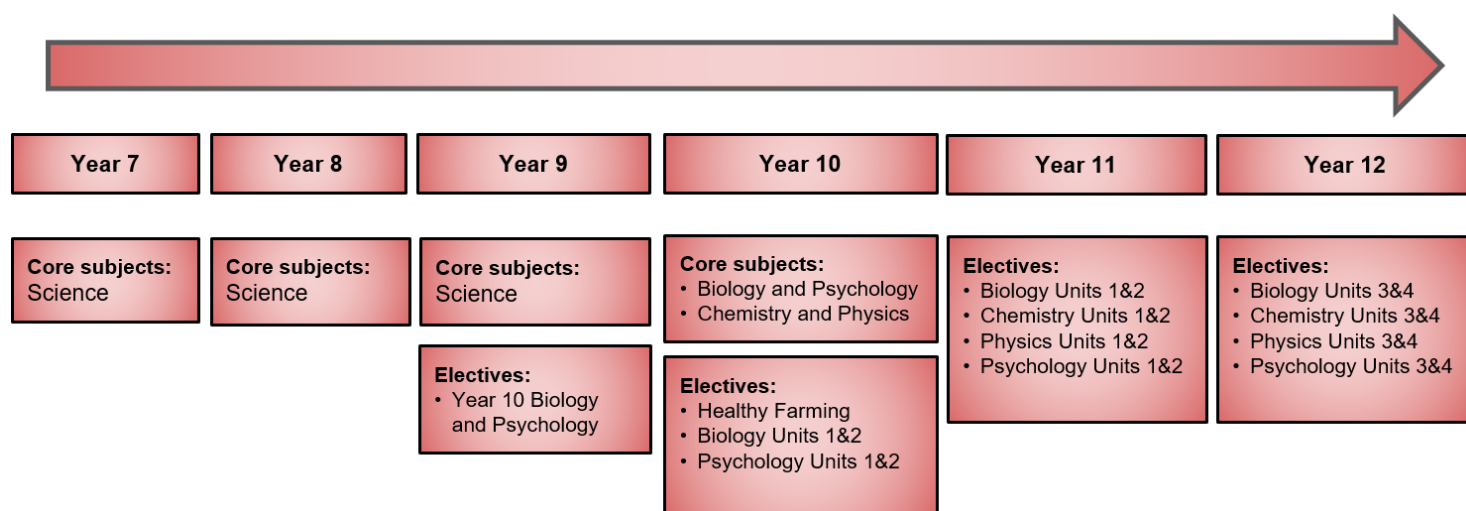 Year 7
Year 8
Year 9
Year 10
Year 11
Year 12
Core subjects:
Science
Core subjects:
Science
Core subjects:
Science
Electives:
• Year 10 Biology
and Psychology
Core subjects:
• Biology and Psychology
• Chemistry and Physics
Electives:
• Healthy Farming
• Biology Units 1&2
• Psychology Units 1&2
Electives:
• Biology Units 1&2
• Chemistry Units 1&2
• Physics Units 1&2
• Psychology Units 1&2
Electives:
• Biology Units 3&4
• Chemistry Units 3&4
• Physics Units 3&4
• Psychology Units 3&4